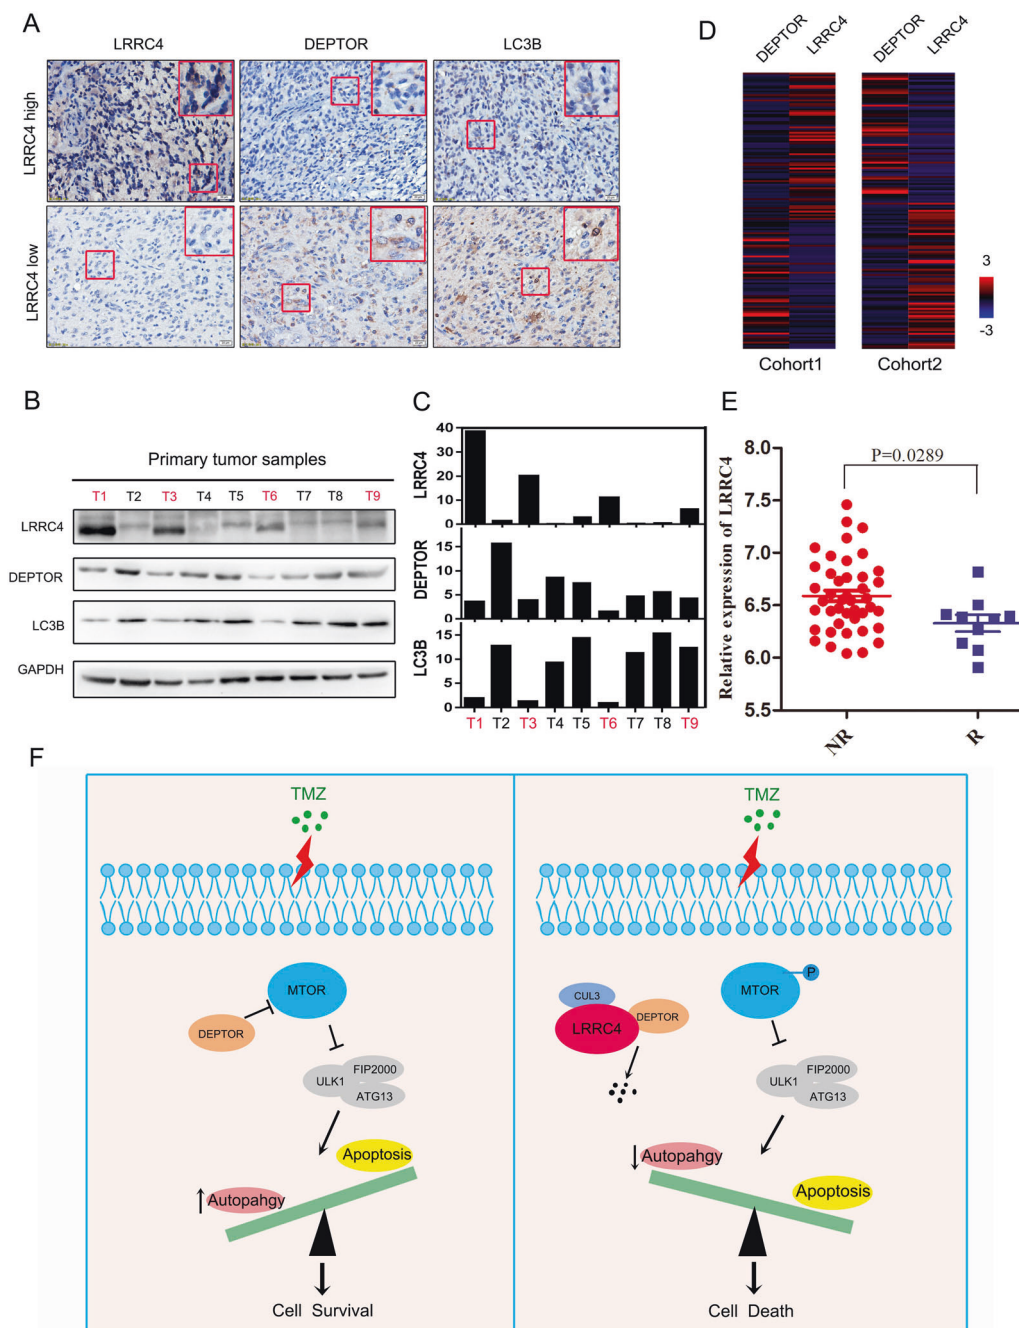 A
LRRC4
DEPTOR
LC3B
LRRC4 high
LRRC4 low
D
DEPTOR
LRRC4
DEPTOR
LRRC4
3
-3
Cohort1
Cohort2
B
Primary tumor samples
T1 T2 T3 T4 T5 T6 T7 T8 T9
LRRC4
DEPTOR
LC3B
GAPDH
C
LRRC4
40
30
20
10
0
DEPTOR
15
10
5
0
LC3B
15
10
5
0
T1 T2 T3 T4 T5 T6 T7 T8 T9
E
Relative expression of LRRC4
P=0.0289
8.0
7.5
7.0
6.5
6.0
5.5
NR
R
F
TMZ
MTOR
DEPTOR
FIP2000
ULK1
ATG13
Apoptosis
Autopahgy
Cell Survival
TMZ
P
MTOR
CUL3
LRRC4
DEPTOR
FIP2000
ULK1
ATG13
Autopahgy
Apoptosis
Cell Death